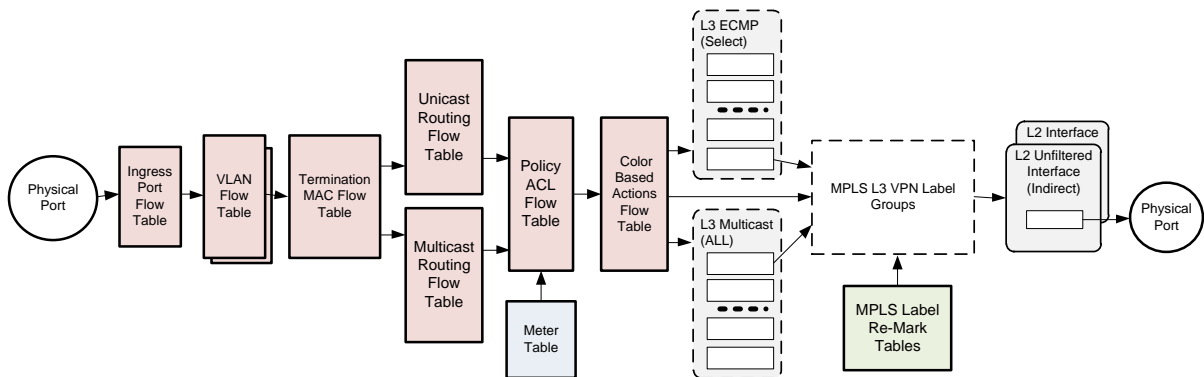 Physical
Port
Ingress
Port
Flow
Table
VLAN
Flow
Table
Termination
MAC Flow
Table
Unicast
Routing
Flow
Table
Multicast
Routing
Flow
Table
Policy
ACL
Flow
Table
Meter
Table
Color
Based
Actions
Flow
Table
L3 ECMP
(Select)
L3 Multicast
(ALL)
MPLS L3 VPN Label
Groups
MPLS Label
Re-Mark
Tables
L2 Interface
L2 Unfiltered
Interface
(Indirect)
Physical
Port